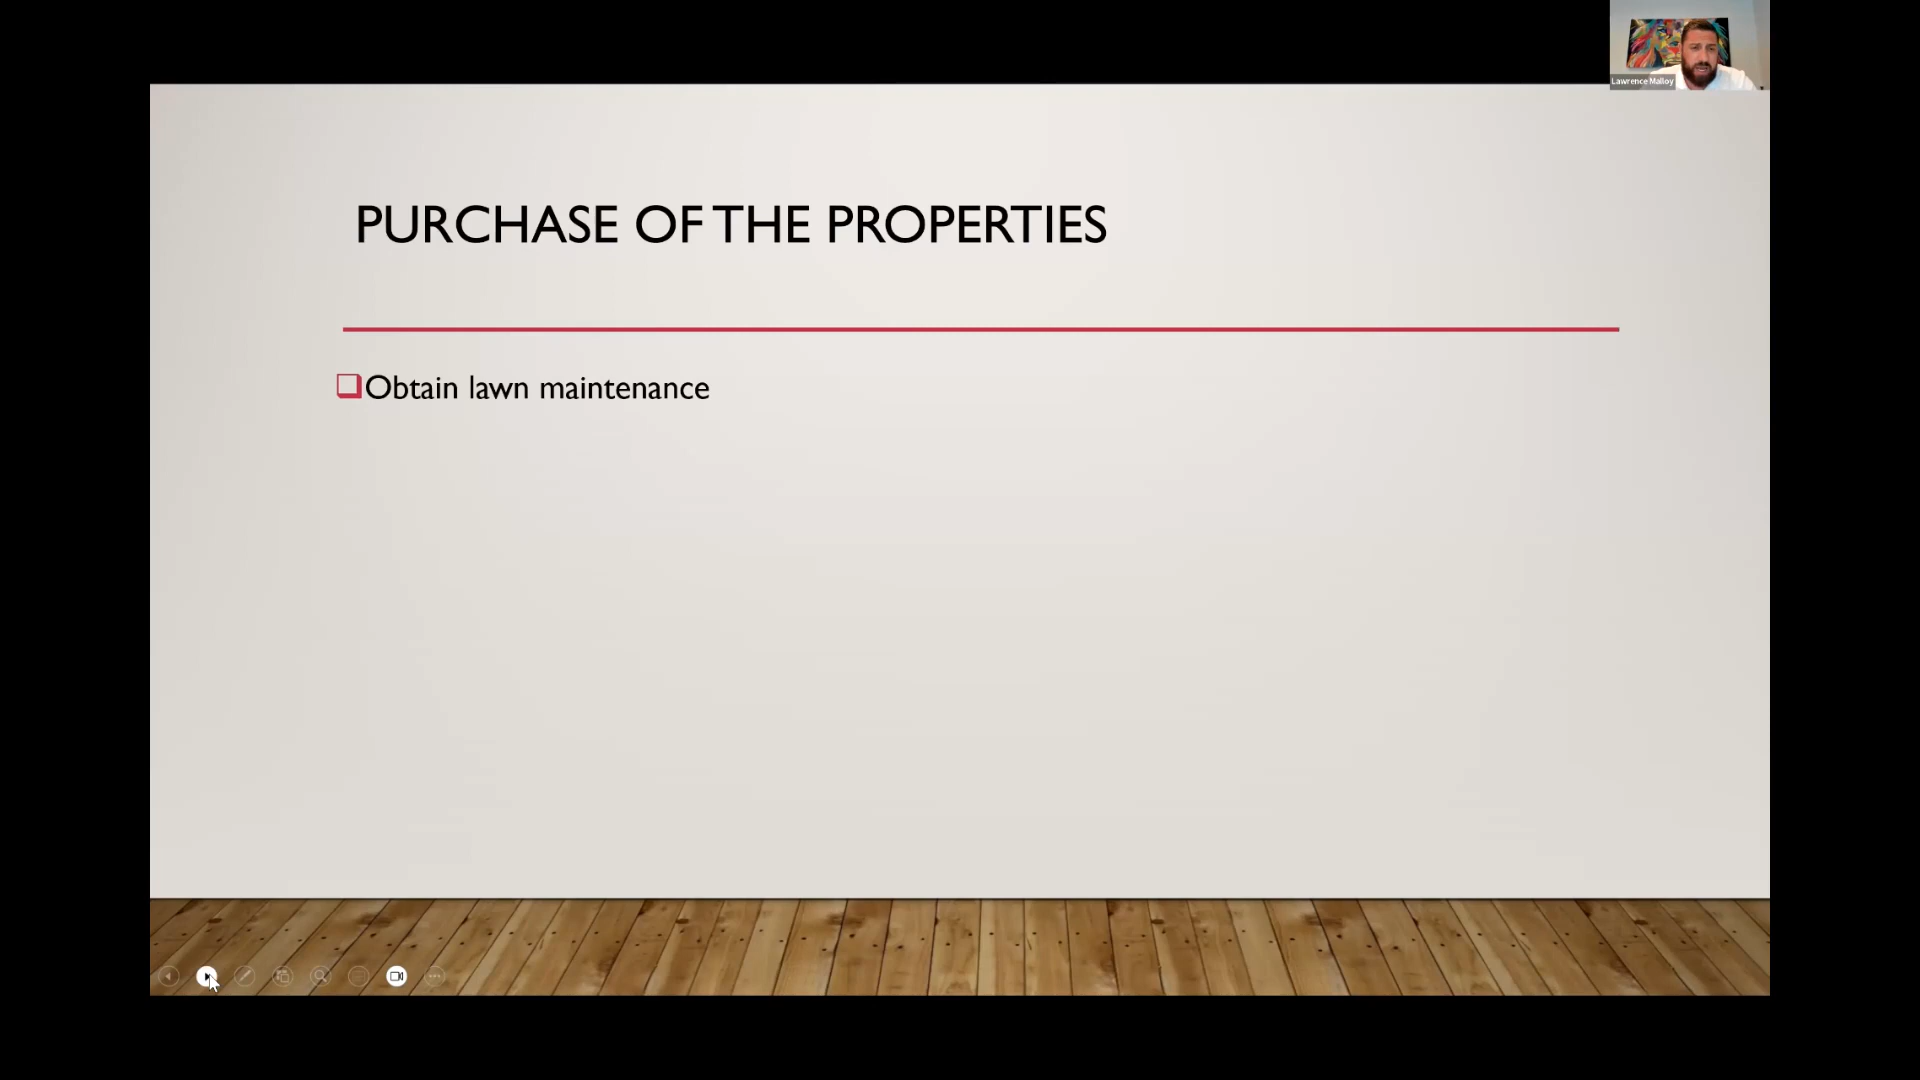 Lawrence Malloy
PURCHASE OF THE PROPERTIES
Obtain lawn maintenance